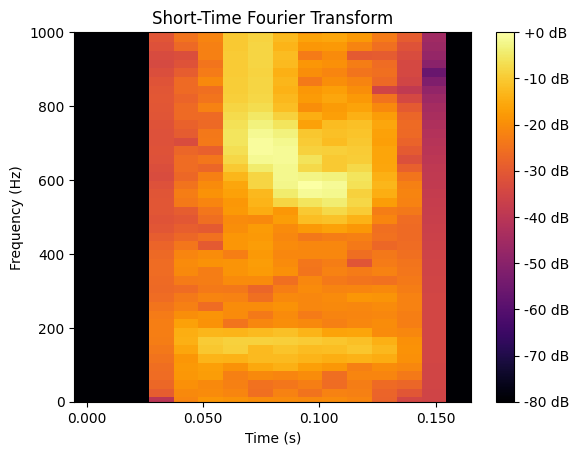 Short-Time Fourier Transform
1000
800
600
400
200
0
Frequency (Hz)
0.000
0.050
0.100
0.150
Time (s)
+0 dB
-10 dB
-20 dB
-30 dB
-40 dB
-50 dB
-60 dB
-70 dB
-80 dB